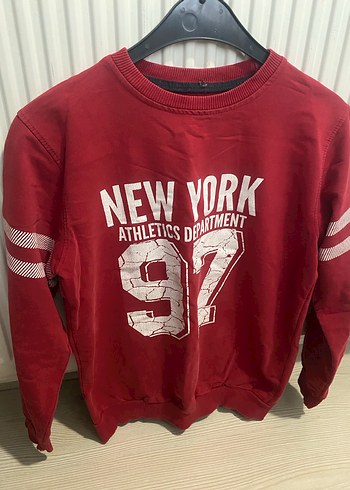 NEW YORK
ATHLETICS DEPARTMENT
97